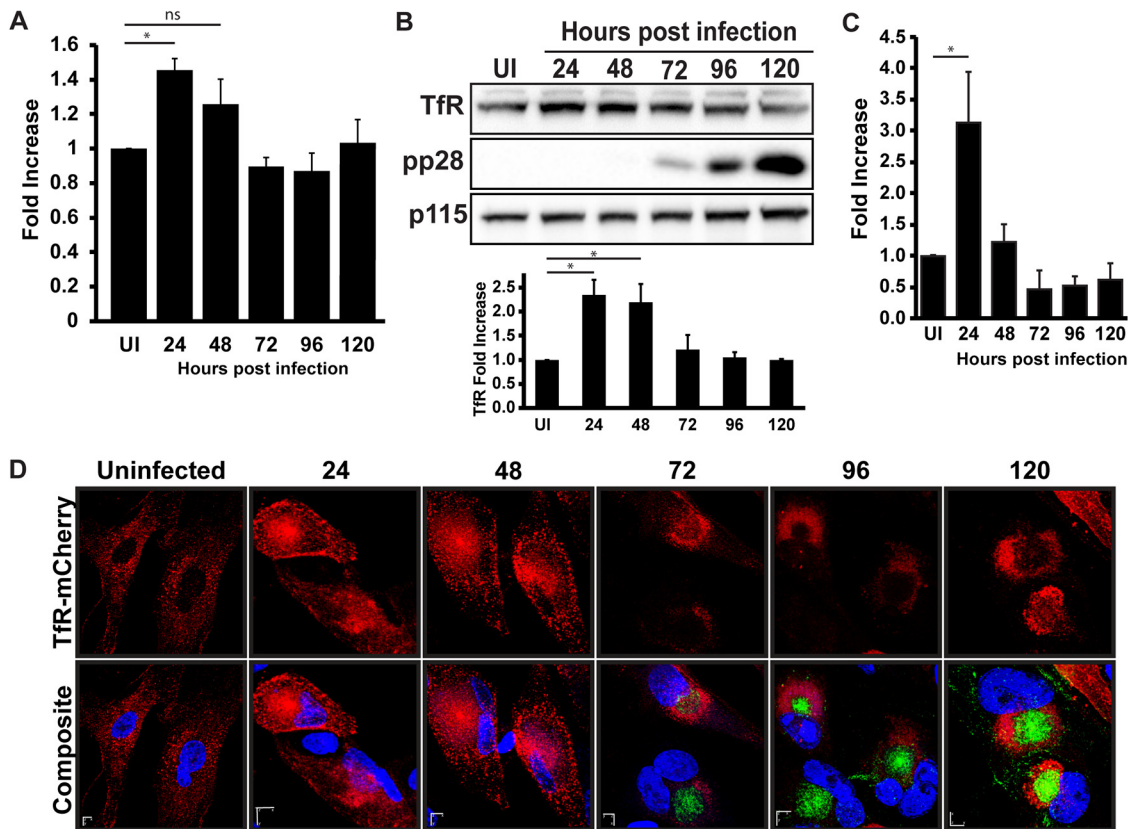 A
Fold Increase
1.6
1.4
1.2
1
0.8
0.6
0.4
0.2
0
ns
*
UI 24 48 72 96 120
Hours post infection
B
Hours post infection
UI 24 48 72 96 120
TfR
pp28
p115
TfR Fold Increase
2.5
2.0
1.5
1.0
0.5
0.0
*
*
UI 24 48 72 96 120
C
Fold Increase
4.5
4.0
3.5
3.0
2.5
2.0
1.5
1.0
0.5
0.0
*
UI 24 48 72 96 120
Hours post infection
D
Uninfected 24 48 72 96 120
TfR-mCherry
Composite